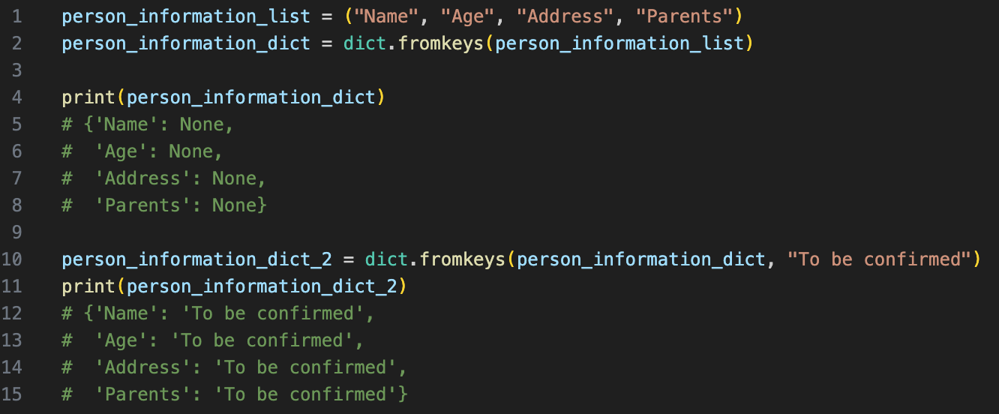 1 person_information_list = ("Name", "Age", "Address", "Parents")
2 person_information_dict = dict.fromkeys(person_information_list)
3
4 print(person_information_dict)
5 # {'Name': None,
6 #  'Age': None,
7 #  'Address': None,
8 #  'Parents': None}
9
10 person_information_dict_2 = dict.fromkeys(person_information_dict, "To be confirmed")
11 print(person_information_dict_2)
12 # {'Name': 'To be confirmed',
13 #  'Age': 'To be confirmed',
14 #  'Address': 'To be confirmed',
15 #  'Parents': 'To be confirmed'}